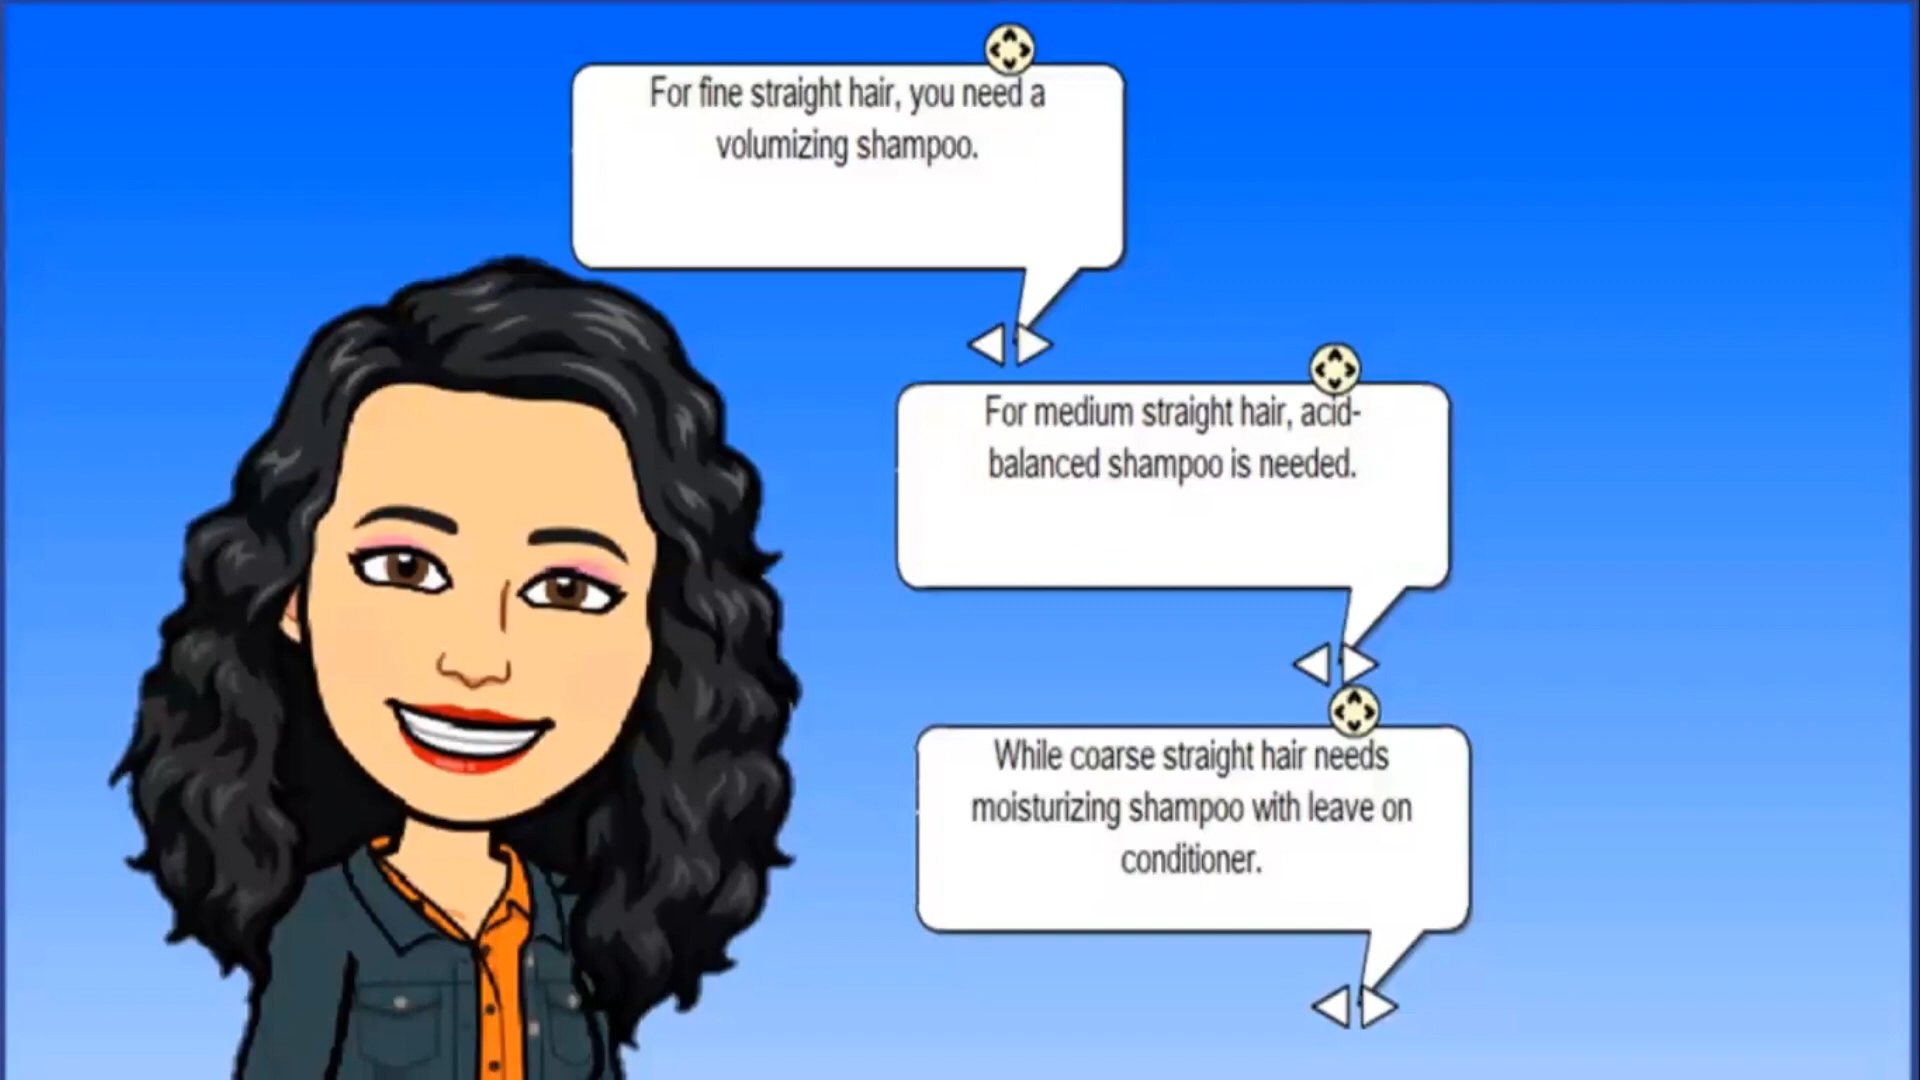 For fine straight hair, you need a
volumizing shampoo.
For medium straight hair, acid-
balanced shampoo is needed.
While coarse straight hair needs
moisturizing shampoo with leave on
conditioner.